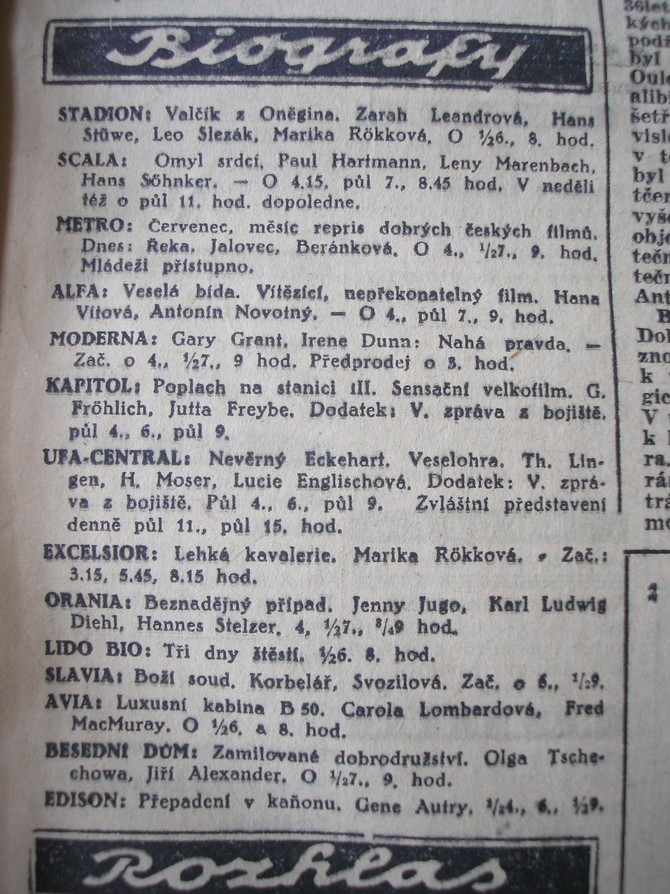 Biografy
STADION: Valčík z Oněgina. Zarah Leandrová, Hans
Stüwe, Leo Slezák, Marika Rökková. O ½6., 8. hod.
SCALA: Omyl srdcí. Paul Hartmann, Leny Marenbach,
Hans Söhnker. — O 4.15, půl 7., 8.45 hod. V neděli
též o půl 11. hod. dopoledne.
METRO: Červenec, měsíc repris dobrých českých filmů.
Dnes: Řeka, Jalovec, Beránková. O 4., ½7., 9. hod.
Mládeži přístupno.
ALFA: Veselá bída. Vítězící, nepřekonatelný film. Hana
Vítová, Antonín Novotný. — O 4., půl 7., 9. hod.
MODERNA: Gary Grant, Irene Dunn: Nahá pravda. —
Zač. o 4., ½7., 9 hod. Předprodej o 3. hod.
KAPITOL: Poplach na stanici III. Sensační velkofilm. G.
Fröhlich, Jutta Freybe. Dodatek: V. zpráva z bojiště.
půl 4., 6., půl 9.
UFA-CENTRAL: Nevěrný Eckehart. Veselohra. Th. Lin-
gen, H. Moser, Lucie Englischová. Dodatek: V. zprá-
va z bojiště. Půl 4., 6., půl 9. Zvláštní představení
denně půl 11., půl 15. hod.
EXCELSIOR: Lehká kavalerie. Marika Rökková. • Zač.:
3.15, 5.45, 8.15 hod.
ORANIA: Beznadějný případ. Jenny Jugo, Karl Ludwig
Diehl, Hannes Stelzer. 4, ½7., ¾9 hod.
LIDO BIO: Tři dny štěstí. ½6. 8. hod.
SLAVIA: Boží soud. Korbelář, Svozilová. Zač. o 6., ½9.
AVIA: Luxusní kabina B 50. Carola Lombardová, Fred
MacMuray. O ½6. a 8. hod.
BESEDNÍ DŮM: Zamilované dobrodružství. Olga Tsche-
chowa, Jiří Alexander. O ½7., 9. hod.
EDISON: Přepadení v kaňonu. Gene Autry. ½4., 6., ½9.
Rozhlas